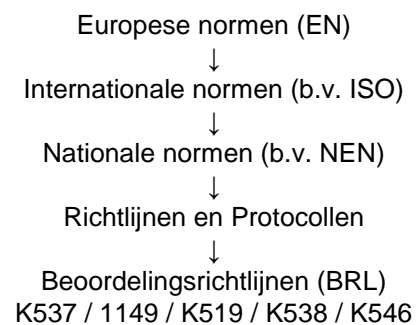 Europese normen (EN)
↓
Internationale normen (b.v. ISO)
↓
Nationale normen (b.v. NEN)
↓
Richtlijnen en Protocollen
↓
Beoordelingsrichtlijnen (BRL)
K537 / 1149 / K519 / K538 / K546